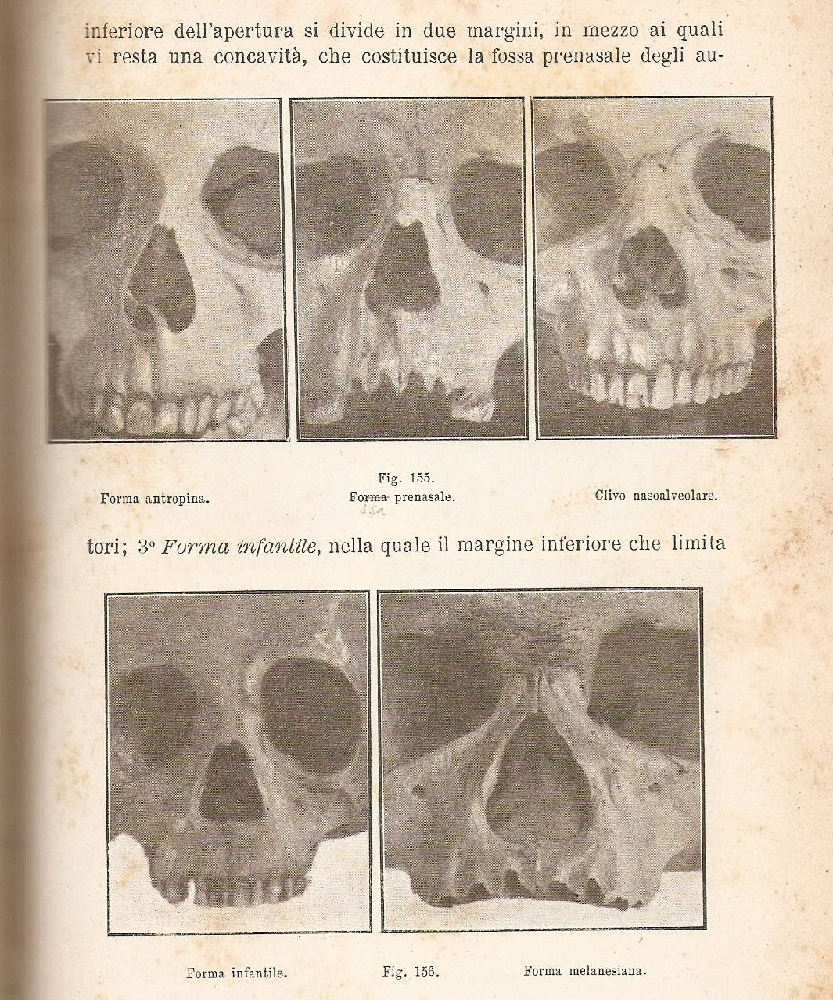 inferiore dell'apertura si divide in due margini, in mezzo ai quali
vi resta una concavità, che costituisce la fossa prenasale degli au-
Fig. 155.
Forma antropina.
Forma prenasale.
Clivo nasoalveolare.
ssa
tori; 3º Forma infantile, nella quale il margine inferiore che limita
Forma infantile.
Fig. 156.
Forma melanesiana.